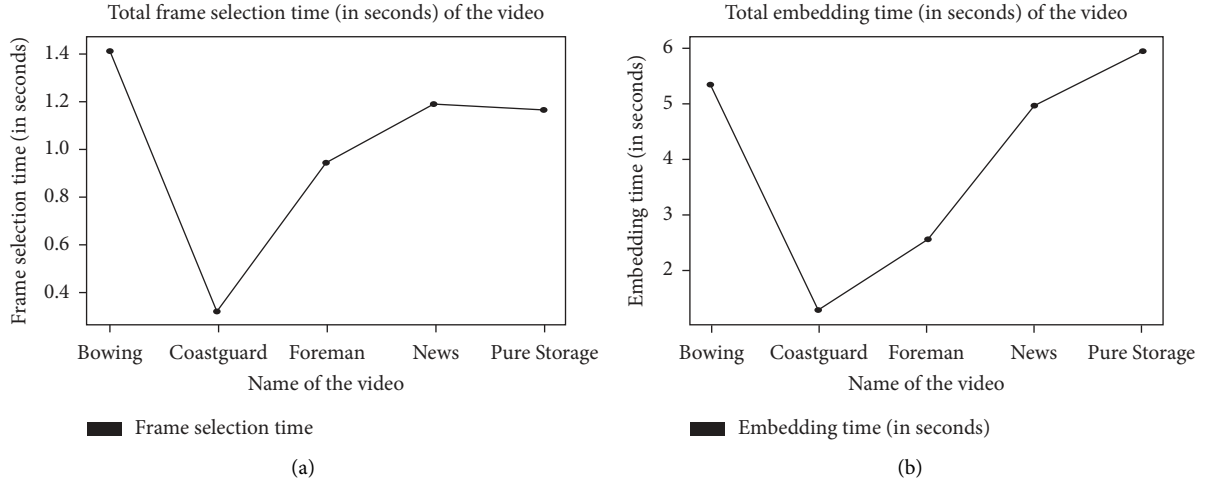 Total frame selection time (in seconds) of the video
Frame selection time (in seconds)
1.4
1.2
1.0
0.8
0.6
0.4
Bowing Coastguard Foreman News Pure Storage
Name of the video
Frame selection time
(a)
Total embedding time (in seconds) of the video
Embedding time (in seconds)
6
5
4
3
2
Bowing Coastguard Foreman News Pure Storage
Name of the video
Embedding time (in seconds)
(b)